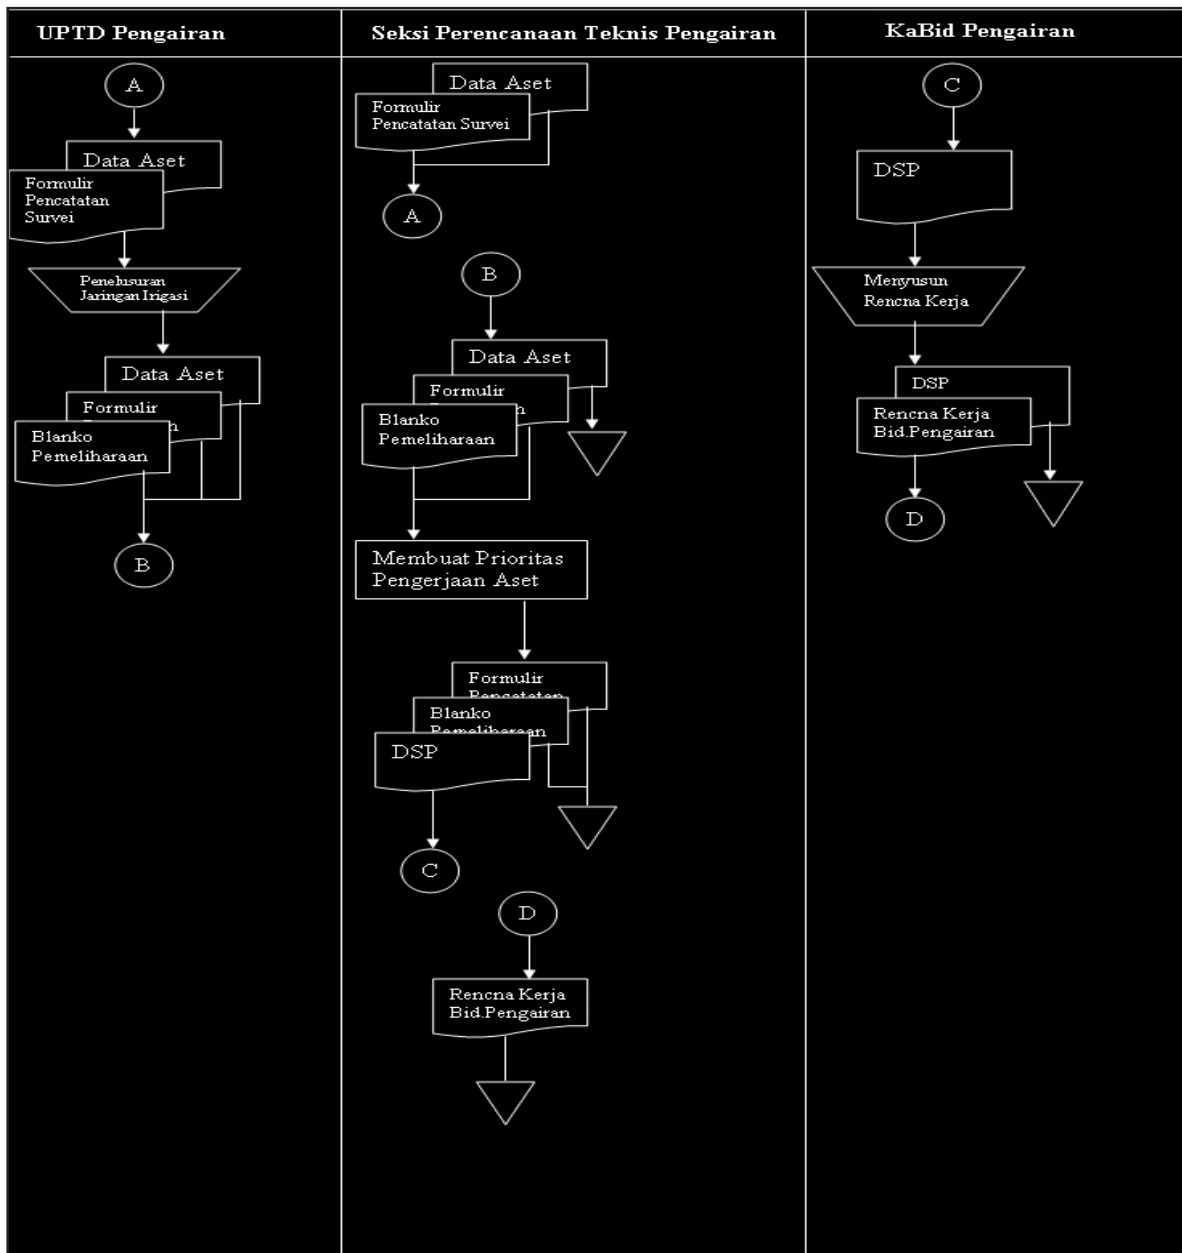 UPTD Pengairan
A
Data Aset
Formulir
Pencatatan
Survei
Penelusuran
Jaringan Irigasi
Data Aset
Formulir
n
Blanko
Pemeliharaan
B
Seksi Perencanaan Teknis Pengairan
Data Aset
Formulir
Pencatatan Survei
A
B
Data Aset
Formulir
n
Blanko
Pemeliharaan
Membuat Prioritas
Pengerjaan Aset
Formulir
Pencatatan
Blanko
Pemeliharaan
DSP
C
D
Rencna Kerja
Bid.Pengairan
KaBid Pengairan
C
DSP
Menyusun
Rencna Kerja
DSP
Rencna Kerja
Bid.Pengairan
D